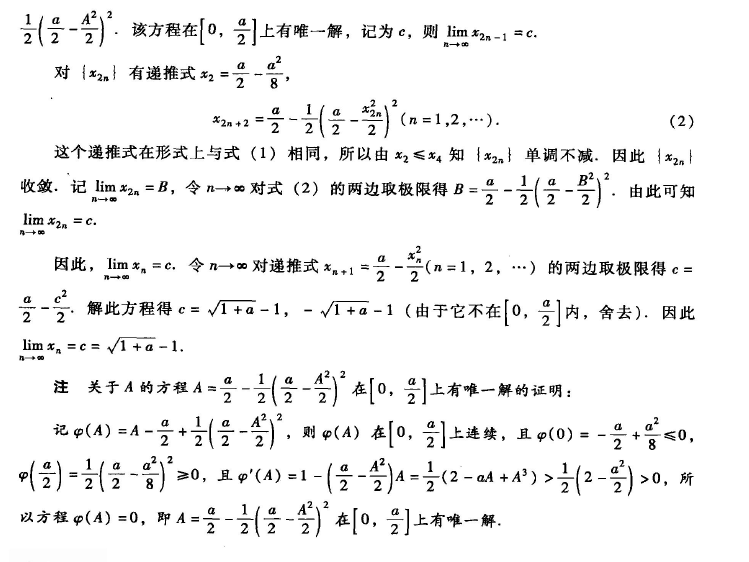 $\frac{1}{2}\left(\frac{a}{2}-\frac{A^2}{2}\right)^2$. 该方程在$\left[0,\frac{a}{2}\right]$上有唯一解，记为 c，则 $\lim\limits_{n\to\infty}x_{2n-1}=c$.
对 $\{x_{2n}\}$ 有递推式 $x_2=\frac{a}{2}-\frac{a^2}{8}$，
$x_{2n+2}=\frac{a}{2}-\frac{1}{2}\left(\frac{a}{2}-\frac{x_{2n}^2}{2}\right)^2(n=1,2,\cdots)$. (2)
这个递推式在形式上与式（1）相同，所以由 $x_2\leqslant x_4$ 知 $\{x_{2n}\}$ 单调不减. 因此 $\{x_{2n}\}$
收敛. 记 $\lim\limits_{n\to\infty}x_{2n}=B$，令 $n\to\infty$ 对式（2）的两边取极限得 $B=\frac{a}{2}-\frac{1}{2}\left(\frac{a}{2}-\frac{B^2}{2}\right)^2$. 由此可知
$\lim\limits_{n\to\infty}x_{2n}=c$.
因此，$\lim\limits_{n\to\infty}x_n=c$. 令 $n\to\infty$ 对递推式 $x_{n+1}=\frac{a}{2}-\frac{x_n^2}{2}(n=1，2，\cdots)$ 的两边取极限得 $c=$
$\frac{a}{2}-\frac{c^2}{2}$. 解此方程得 $c=\sqrt{1+a}-1$，$-\sqrt{1+a}-1$（由于它不在$\left[0,\frac{a}{2}\right]$内，舍去）. 因此
$\lim\limits_{n\to\infty}x_n=c=\sqrt{1+a}-1$.
注 关于 A 的方程 $A=\frac{a}{2}-\frac{1}{2}\left(\frac{a}{2}-\frac{A^2}{2}\right)^2$ 在$\left[0,\frac{a}{2}\right]$上有唯一解的证明：
记 $\varphi(A)=A-\frac{a}{2}+\frac{1}{2}\left(\frac{a}{2}-\frac{A^2}{2}\right)^2$，则 $\varphi(A)$ 在$\left[0,\frac{a}{2}\right]$上连续，且 $\varphi(0)=-\frac{a}{2}+\frac{a^2}{8}\leqslant 0$,
$\varphi\left(\frac{a}{2}\right)=\frac{1}{2}\left(\frac{a}{2}-\frac{a^2}{8}\right)^2\geqslant 0$，且 $\varphi'(A)=1-\left(\frac{a}{2}-\frac{A^2}{2}\right)A=\frac{1}{2}(2-aA+A^3)>\frac{1}{2}\left(2-\frac{a^2}{2}\right)>0$，所
以方程 $\varphi(A)=0$，即 $A=\frac{a}{2}-\frac{1}{2}\left(\frac{a}{2}-\frac{A^2}{2}\right)^2$ 在$\left[0,\frac{a}{2}\right]$上有唯一解.